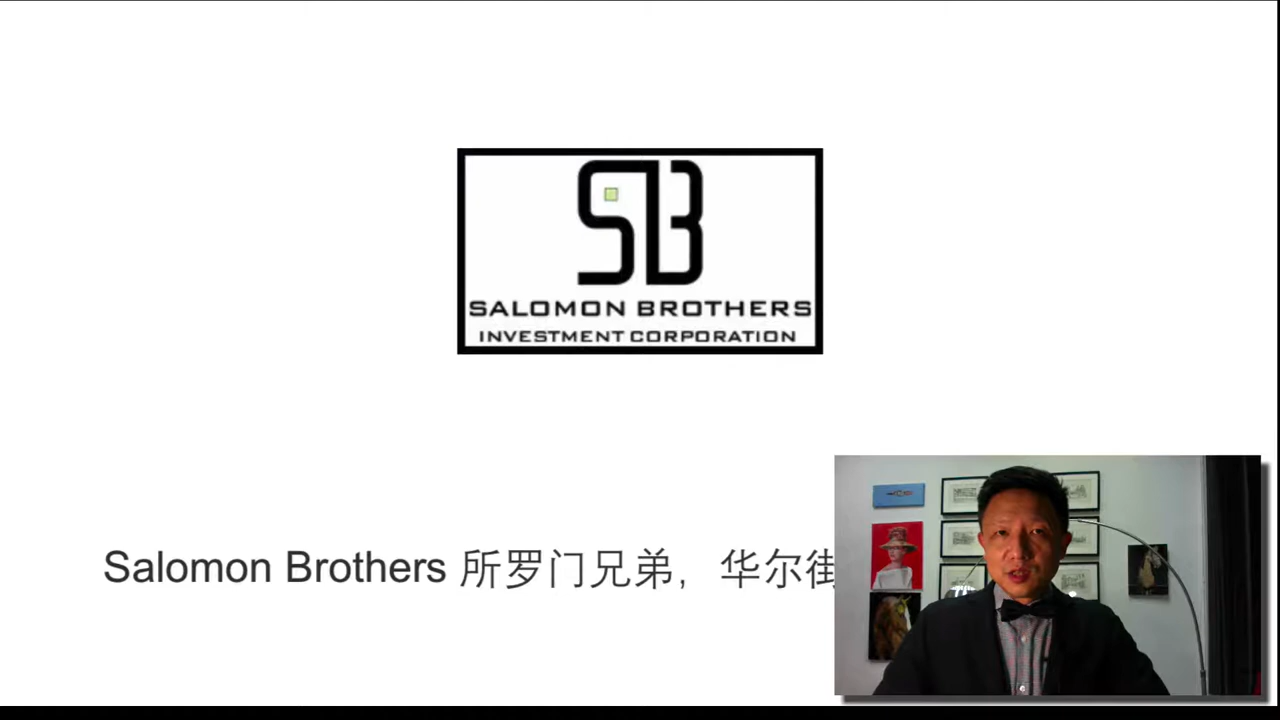 SB
SALOMON BROTHERS
INVESTMENT CORPORATION
Salomon Brothers 所罗门兄弟，华尔街